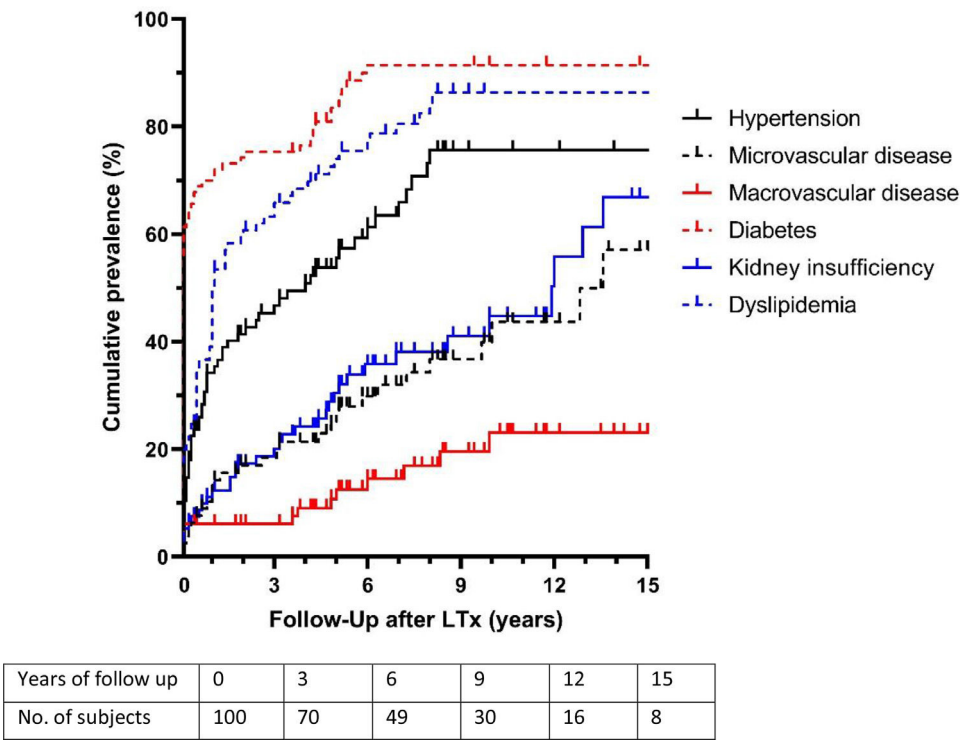 100
80
60
40
20
0
Cumulative prevalence (%)
0 3 6 9 12 15
Follow-Up after LTx (years)
Hypertension
Microvascular disease
Macrovascular disease
Diabetes
Kidney insufficiency
Dyslipidemia
Years of follow up 0 3 6 9 12 15
No. of subjects 100 70 49 30 16 8